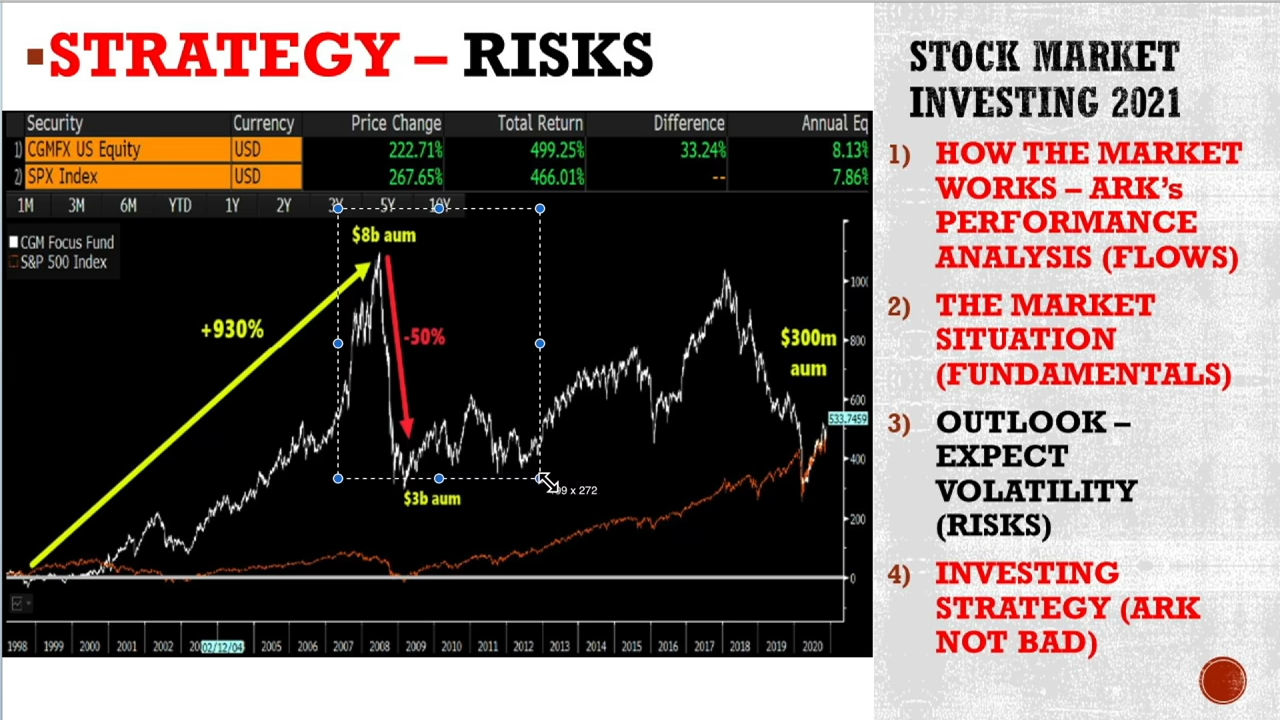 ▪STRATEGY – RISKS
Security Currency Price Change Total Return Difference Annual Eq
1) CGMFX US Equity USD 222.71% 499.25% 33.24% 8.13%
2) SPX Index USD 267.65% 466.01% -- 7.86%
1M 3M 6M YTD 1Y 2Y 5Y 10Y
CGM Focus Fund
S&P 500 Index
$8b aum
+930%
-50%
$3b aum
$300m
aum
1000
800
600
533.7459
400
200
0
x 272
1998 1999 2000 2001 2002 02/12/04 2005 2006 2007 2008 2009 2010 2011 2012 2013 2014 2015 2016 2017 2018 2019 2020
STOCK MARKET
INVESTING 2021
1) HOW THE MARKET
WORKS – ARK's
PERFORMANCE
ANALYSIS (FLOWS)
2) THE MARKET
SITUATION
(FUNDAMENTALS)
3) OUTLOOK –
EXPECT
VOLATILITY
(RISKS)
4) INVESTING
STRATEGY (ARK
NOT BAD)